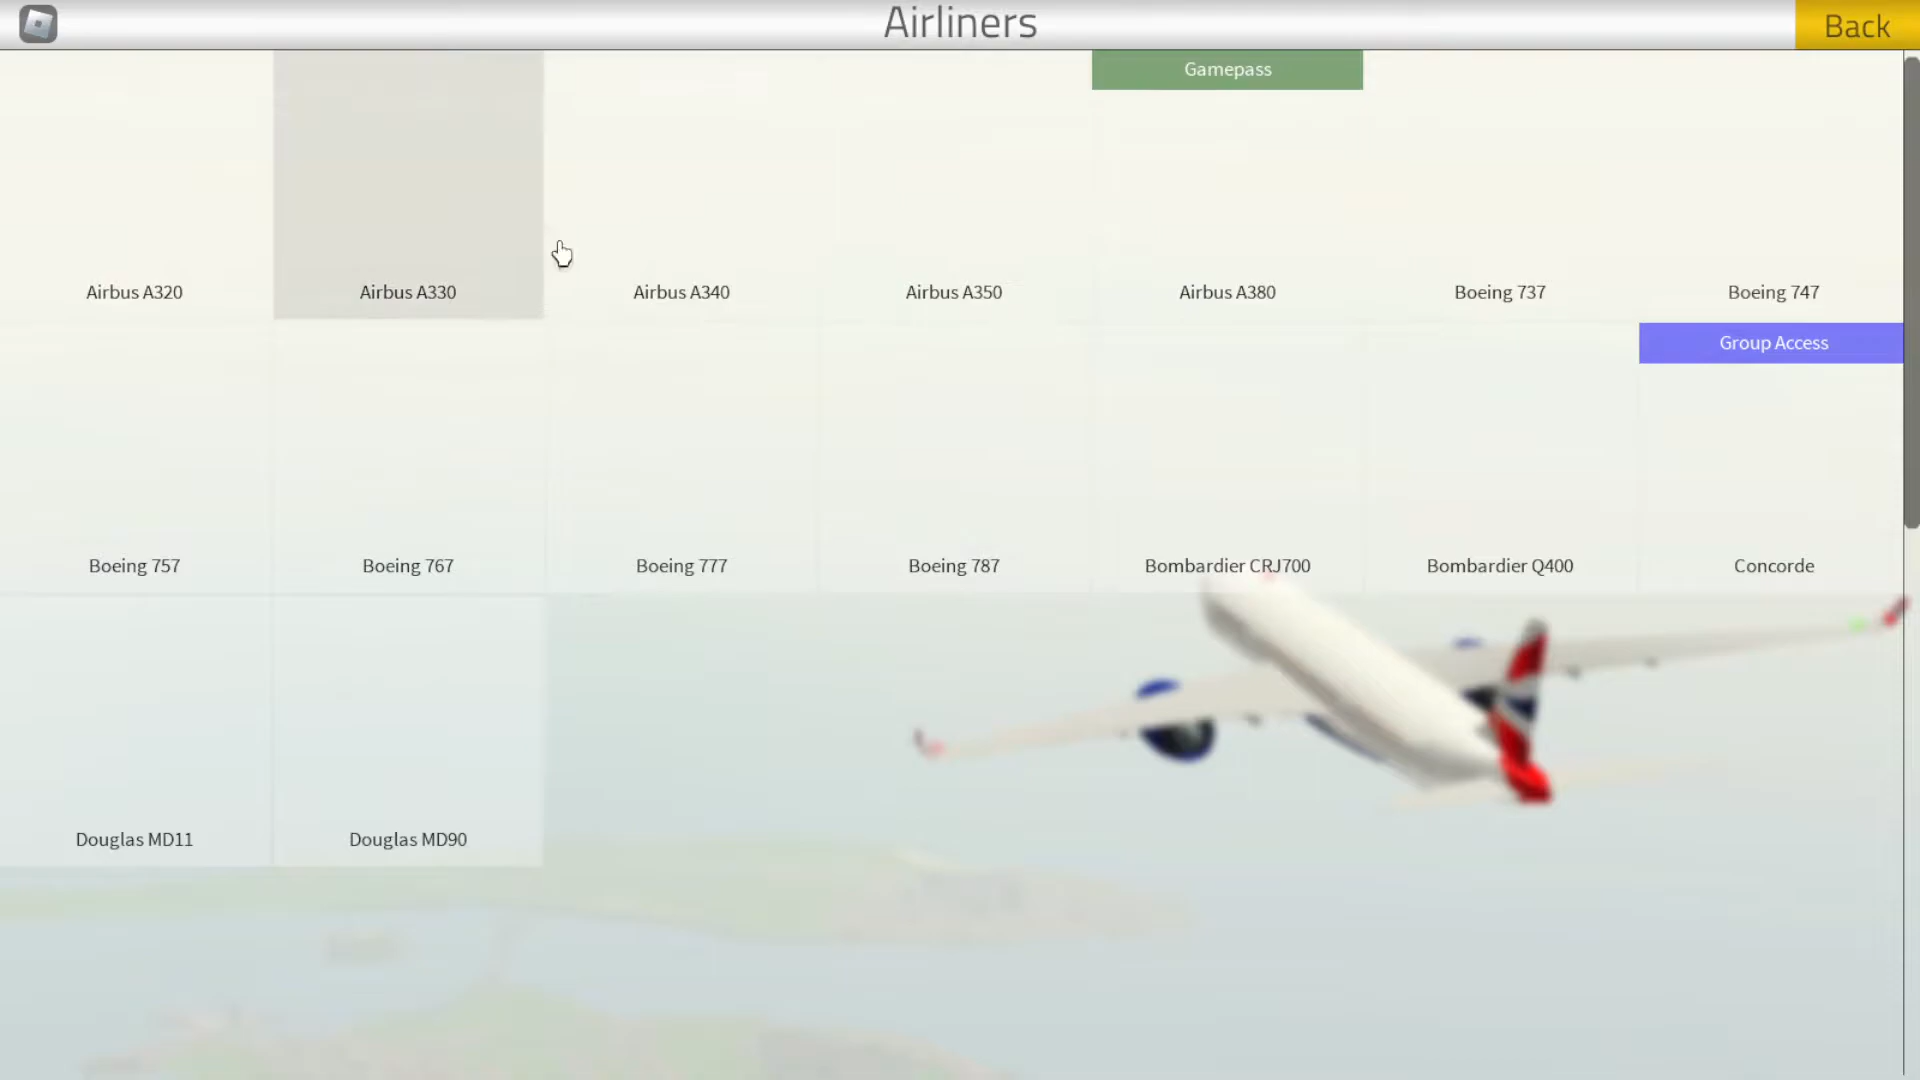 Airliners
Back
Gamepass
Airbus A320
Airbus A330
Airbus A340
Airbus A350
Airbus A380
Boeing 737
Boeing 747
Group Access
Boeing 757
Boeing 767
Boeing 777
Boeing 787
Bombardier CRJ700
Bombardier Q400
Concorde
Douglas MD11
Douglas MD90